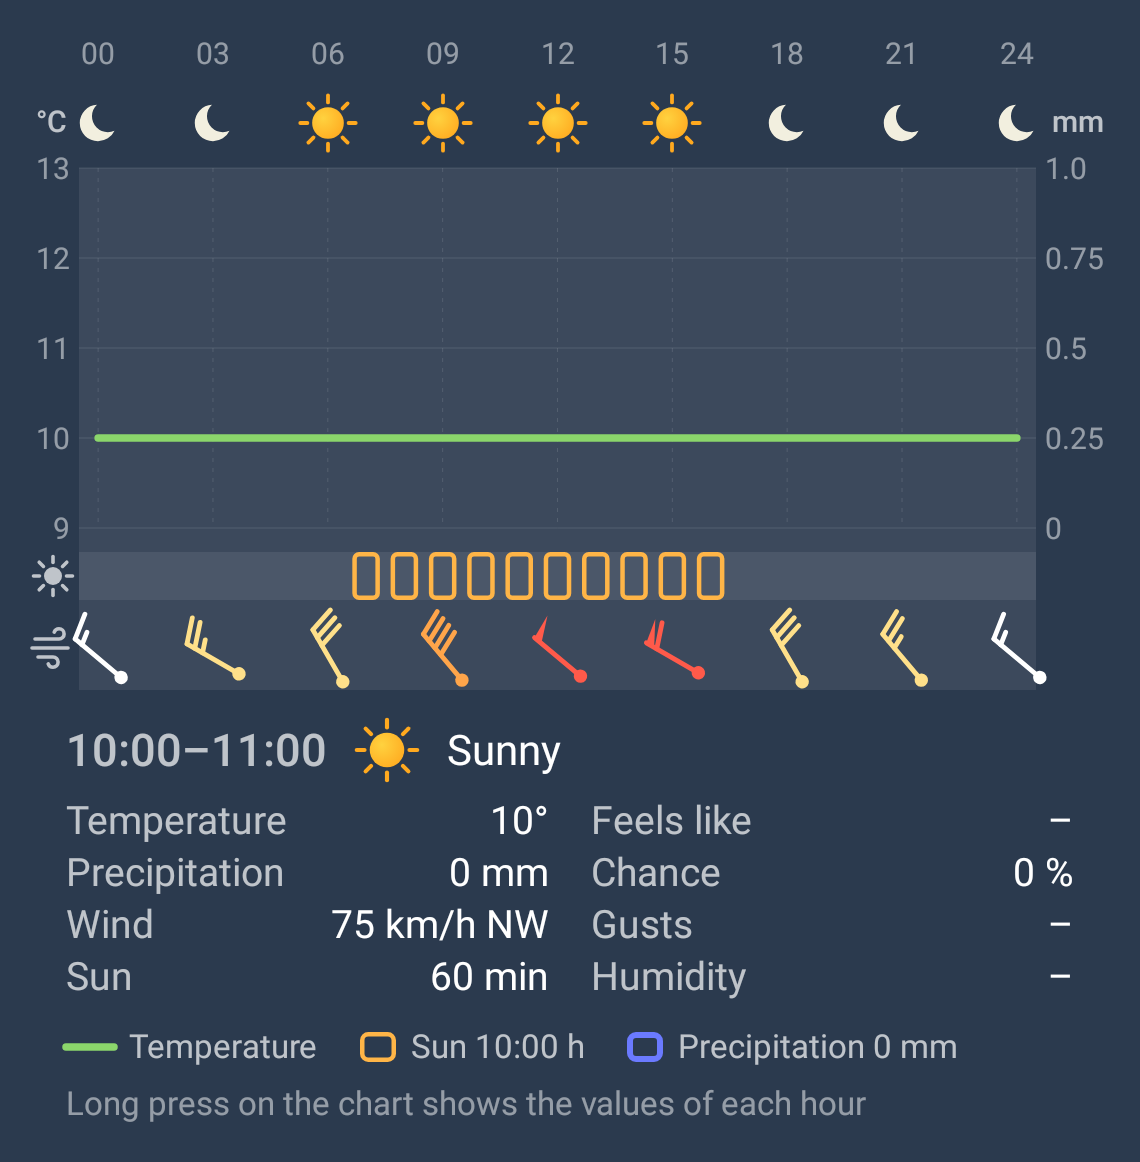 00 03 06 09 12 15 18 21 24
°C mm
13 1.0
12 0.75
11 0.5
10 0.25
9 0
10:00–11:00 Sunny
Temperature 10° Feels like –
Precipitation 0 mm Chance 0 %
Wind 75 km/h NW Gusts –
Sun 60 min Humidity –
Temperature Sun 10:00 h Precipitation 0 mm
Long press on the chart shows the values of each hour